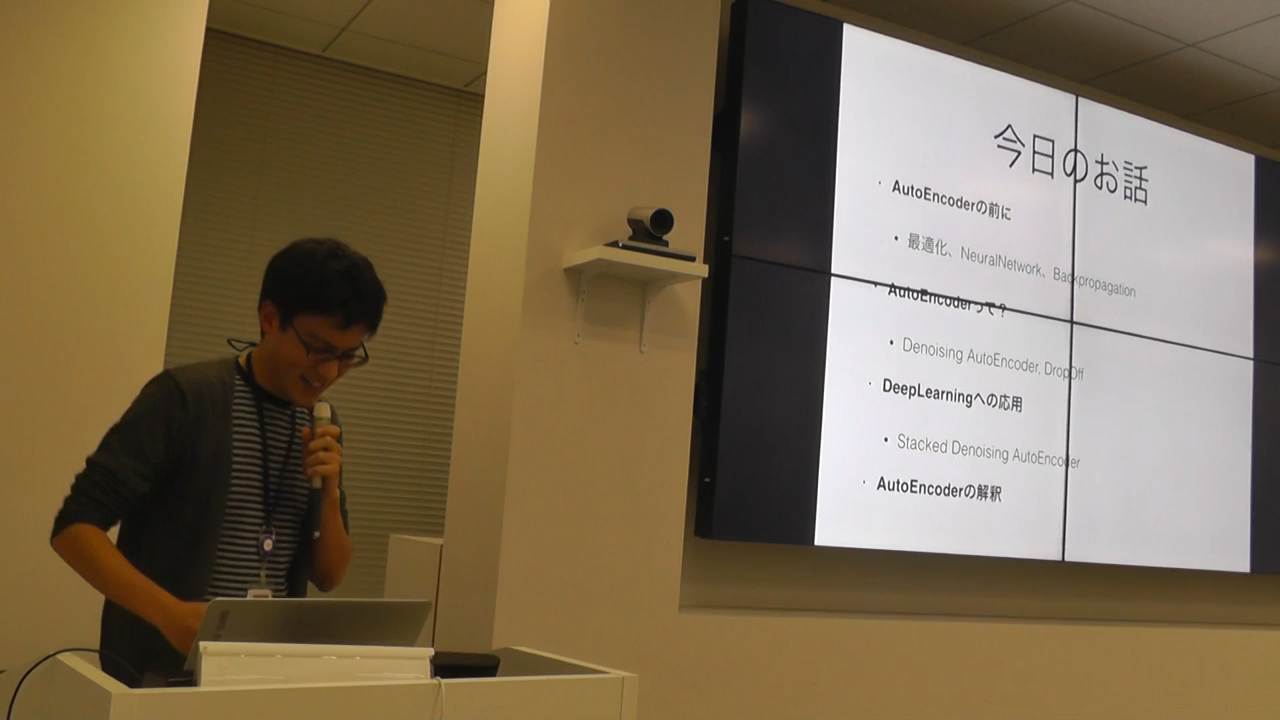 今日のお話
· AutoEncoderの前に
• 最適化、NeuralNetwork、Backpropagation
· AutoEncoderって？
• Denoising AutoEncoder, DropOff
· DeepLearningへの応用
• Stacked Denoising AutoEncoder
· AutoEncoderの解釈